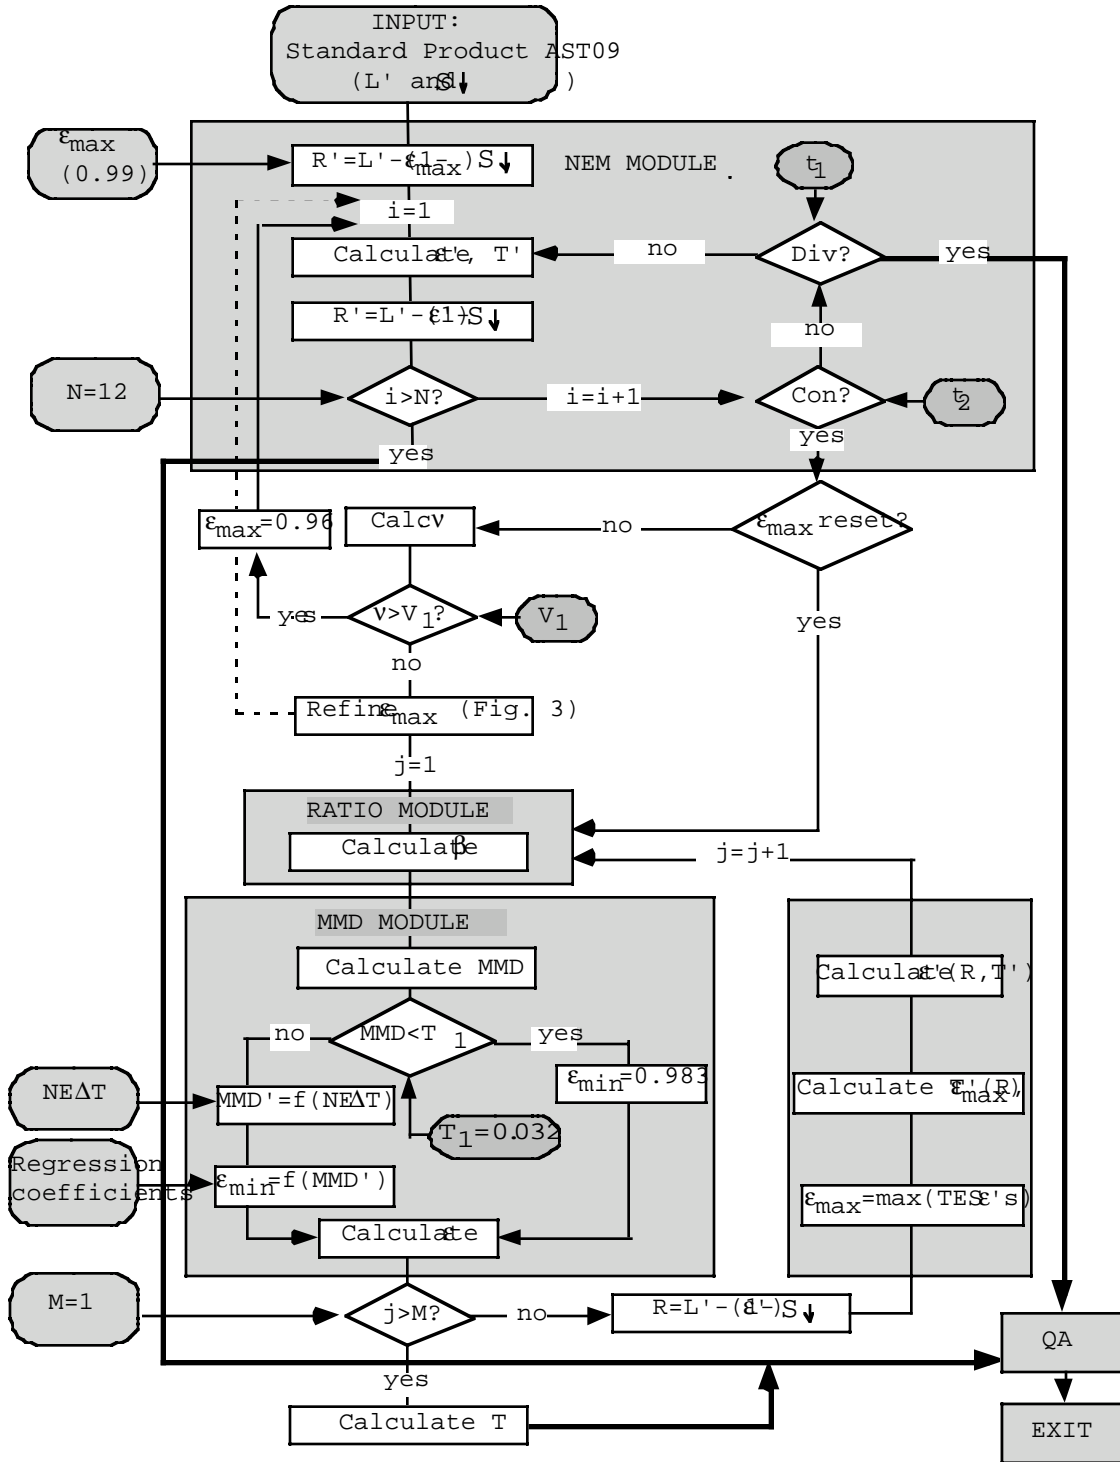 INPUT:
Standard Product AST09
(L' and S↓ )
εmax
(0.99)
R'=L'-(1-εmax)S↓
NEM MODULE .
t1
i=1
Calculate ε', T'
no
Div?
yes
R'=L'-(1-ε')S↓
no
N=12
i>N?
i=i+1
Con?
t2
yes
yes
εmax=0.96
Calc ν
no
εmax reset?
yes
ν>V1?
V1
yes
no
Refine εmax (Fig. 3)
j=1
RATIO MODULE
Calculate β
j=j+1
MMD MODULE
Calculate MMD
Calculate ε'(R,T')
no
MMD<T1
yes
εmin=0.983
NEΔT
MMD'=f(NEΔT)
Calculate T'(R, εmax)
T1=0.032
Regression
coefficients
εmin=f(MMD')
εmax=max(TES ε's)
Calculate ε
M=1
j>M?
no
R=L'-(1-ε')S↓
QA
yes
Calculate T
EXIT